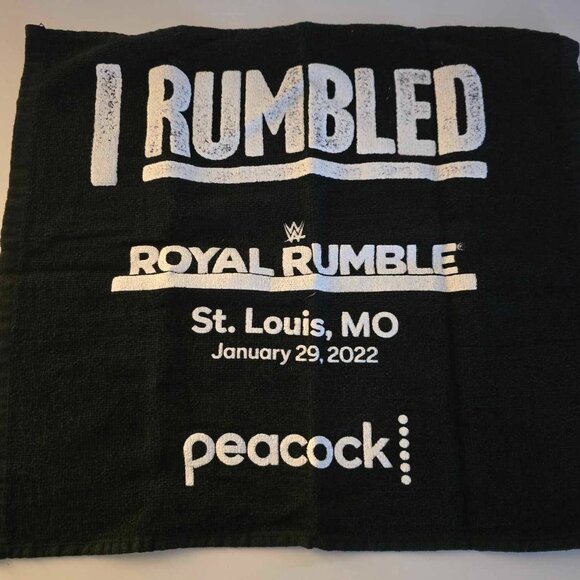 I RUMBLED
W
ROYAL RUMBLE
St. Louis, MO
January 29, 2022
peacock